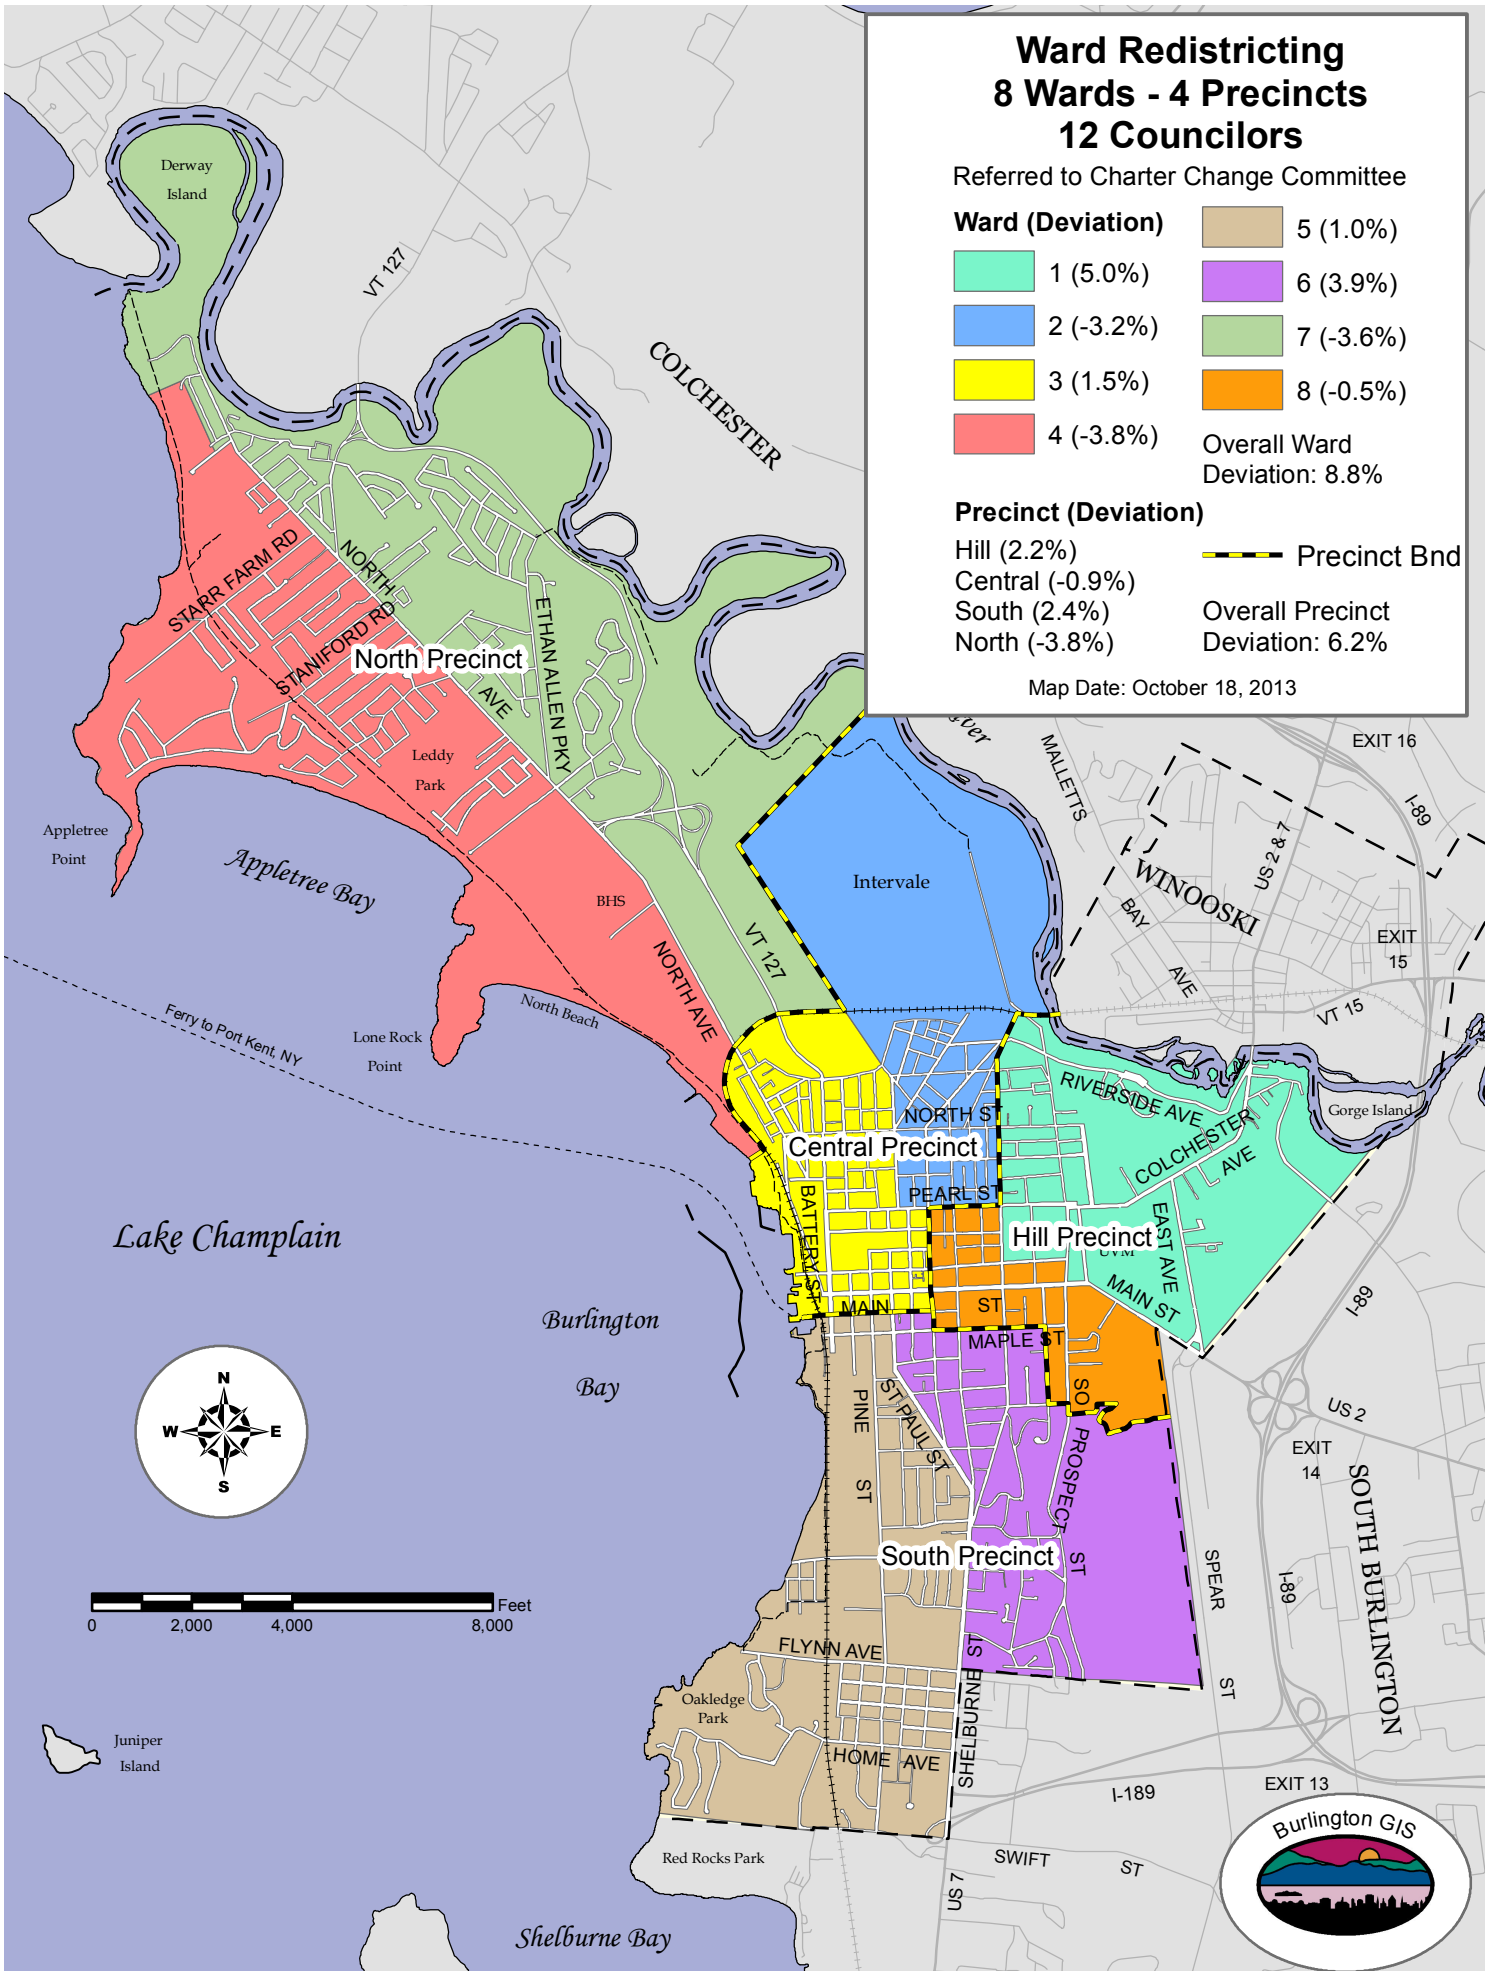 Ward Redistricting
8 Wards - 4 Precincts
12 Councilors
Referred to Charter Change Committee
Ward (Deviation)
1 (5.0%)
2 (-3.2%)
3 (1.5%)
4 (-3.8%)
5 (1.0%)
6 (3.9%)
7 (-3.6%)
8 (-0.5%)
Overall Ward
Deviation: 8.8%
Precinct (Deviation)
Hill (2.2%)
Central (-0.9%)
South (2.4%)
North (-3.8%)
Precinct Bnd
Overall Precinct
Deviation: 6.2%
Map Date: October 18, 2013
Derway
Island
VT 127
COLCHESTER
STARR FARM RD
NORTH
STANIFORD RD
North Precinct
AVE
ETHAN ALLEN PKY
Leddy
Park
Appletree
Point
Appletree Bay
BHS
NORTH AVE
VT 127
Intervale
MALLETTS
BAY
AVE
WINOOSKI
US 2 & 7
EXIT 16
I-89
EXIT
15
VT 15
Ferry to Port Kent, NY
Lone Rock
Point
North Beach
RIVERSIDE AVE
COLCHESTER
AVE
Gorge Island
NORTH ST
Central Precinct
PEARL ST
BATTERY ST
Hill Precinct
UVM
EAST AVE
MAIN ST
MAIN
ST
MAPLE ST
Lake Champlain
Burlington
Bay
I-89
US 2
EXIT
14
SOUTH BURLINGTON
N
W
E
S
PINE
ST
ST PAUL ST
SO
PROSPECT
ST
South Precinct
SPEAR
ST
I-89
Feet
0
2,000
4,000
8,000
FLYNN AVE
Oakledge
Park
HOME AVE
SHELBURNE ST
Juniper
Island
I-189
EXIT 13
Red Rocks Park
US 7
SWIFT
ST
Shelburne Bay
Burlington GIS